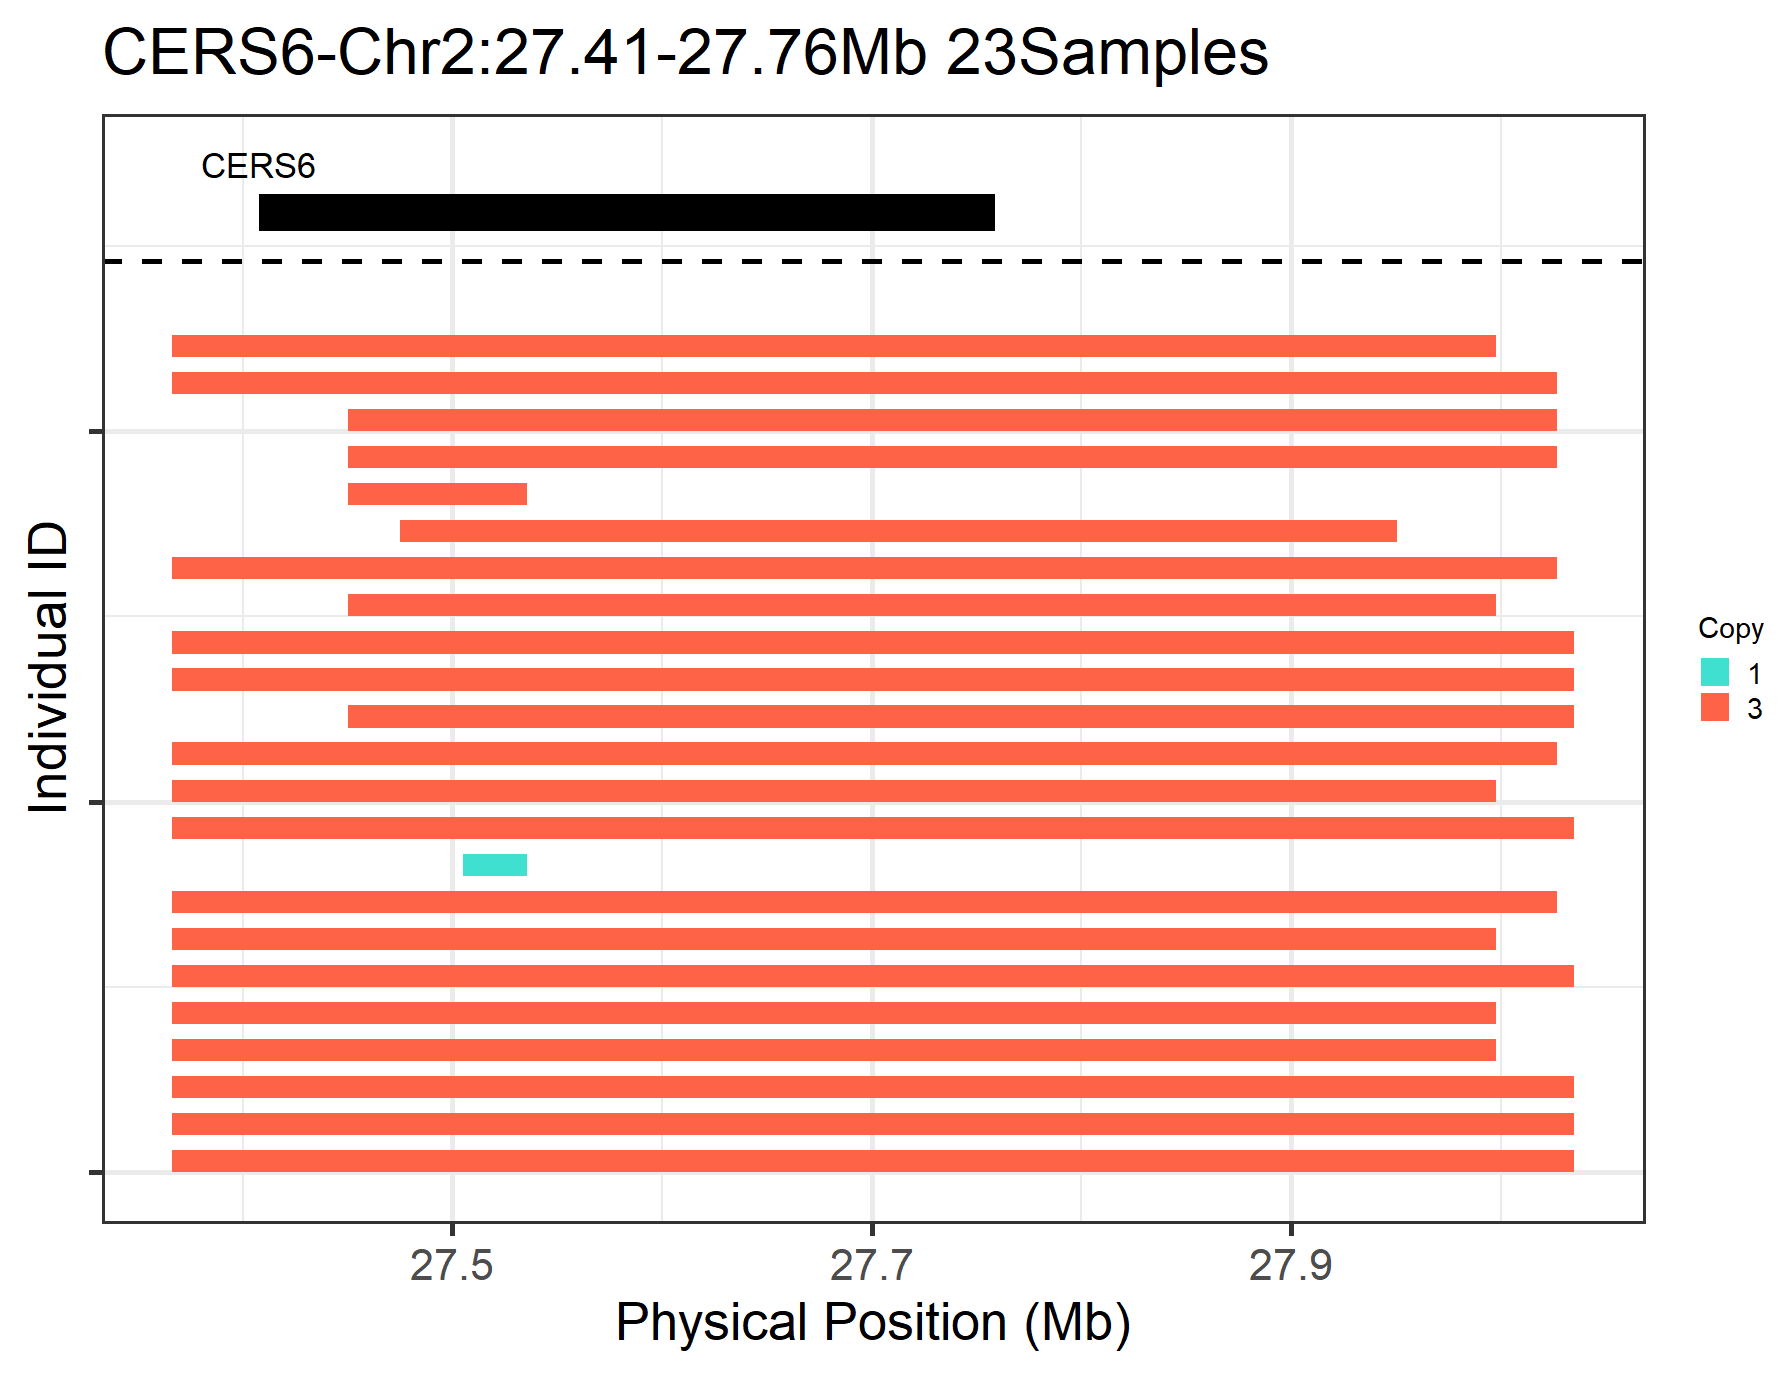 CERS6-Chr2:27.41-27.76Mb 23Samples
CERS6
Individual ID
Copy
1
3
27.5 27.7 27.9
Physical Position (Mb)